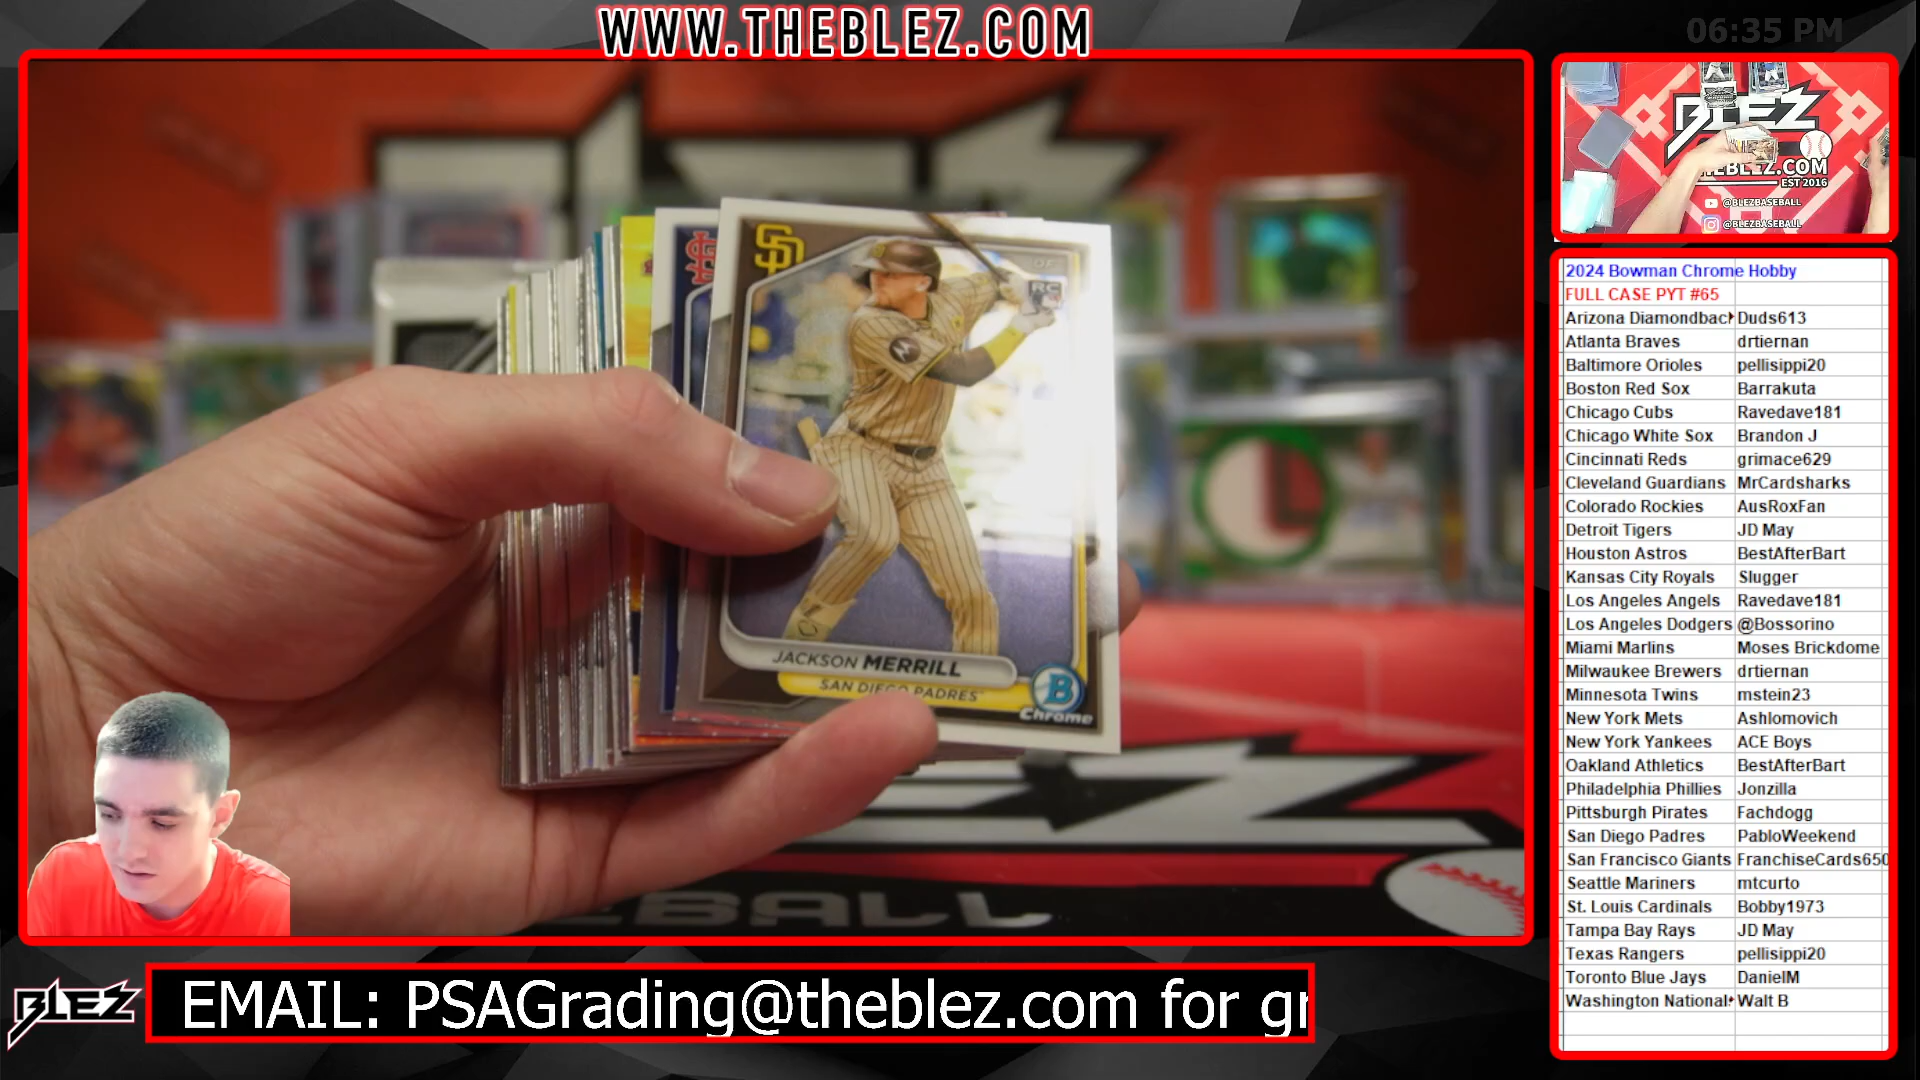 WWW.THEBLEZ.COM
06:35 PM
BLEZ
THEBLEZ.COM
EST 2016
@BLEZBASEBALL
@BLEZBASEBALL
SD
RC
JACKSON MERRILL
SAN DIEGO PADRES
B
Chrome
2024 Bowman Chrome Hobby
FULL CASE PYT #65
Arizona Diamondbac Duds613
Atlanta Braves drtiernan
Baltimore Orioles pellisippi20
Boston Red Sox Barrakuta
Chicago Cubs Ravedave181
Chicago White Sox Brandon J
Cincinnati Reds grimace629
Cleveland Guardians MrCardsharks
Colorado Rockies AusRoxFan
Detroit Tigers JD May
Houston Astros BestAfterBart
Kansas City Royals Slugger
Los Angeles Angels Ravedave181
Los Angeles Dodgers @Bossorino
Miami Marlins Moses Brickdome
Milwaukee Brewers drtiernan
Minnesota Twins mstein23
New York Mets Ashlomovich
New York Yankees ACE Boys
Oakland Athletics BestAfterBart
Philadelphia Phillies Jonzilla
Pittsburgh Pirates Fachdogg
San Diego Padres PabloWeekend
San Francisco Giants FranchiseCards650
Seattle Mariners mtcurto
St. Louis Cardinals Bobby1973
Tampa Bay Rays JD May
Texas Rangers pellisippi20
Toronto Blue Jays DanielM
Washington National Walt B
BLEZ
EMAIL: PSAGrading@theblez.com for gr